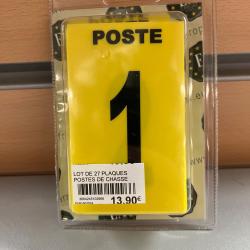 POSTE
1
LOT DE 27 PLAQUES
POSTES DE CHASSE
13.90€